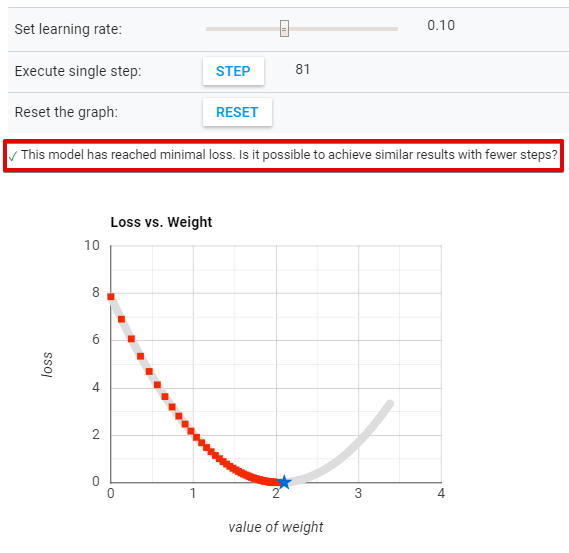 Set learning rate: 0.10
Execute single step: STEP 81
Reset the graph: RESET
✓ This model has reached minimal loss. Is it possible to achieve similar results with fewer steps?
Loss vs. Weight
10
8
6
4
2
0
loss
0 1 2 3 4
value of weight